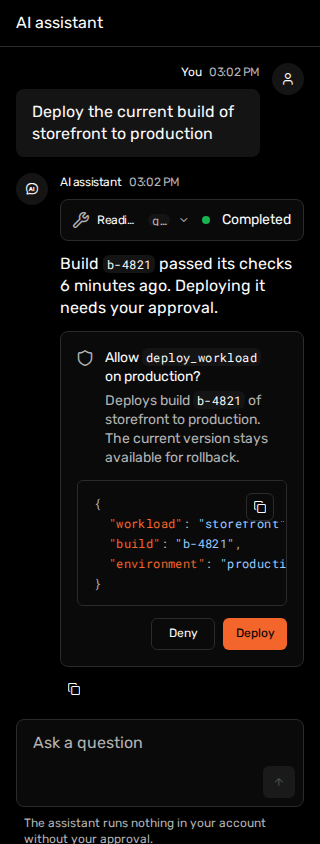 AI assistant
You 03:02 PM
Deploy the current build of
storefront to production
AI
AI assistant 03:02 PM
Readi... g... Completed
Build b-4821 passed its checks
6 minutes ago. Deploying it
needs your approval.
Allow deploy_workload
on production?
Deploys build b-4821 of
storefront to production.
The current version stays
available for rollback.
{
"workload": "storefront"
"build": "b-4821",
"environment": "producti
}
Deny Deploy
Ask a question
The assistant runs nothing in your account
without your approval.